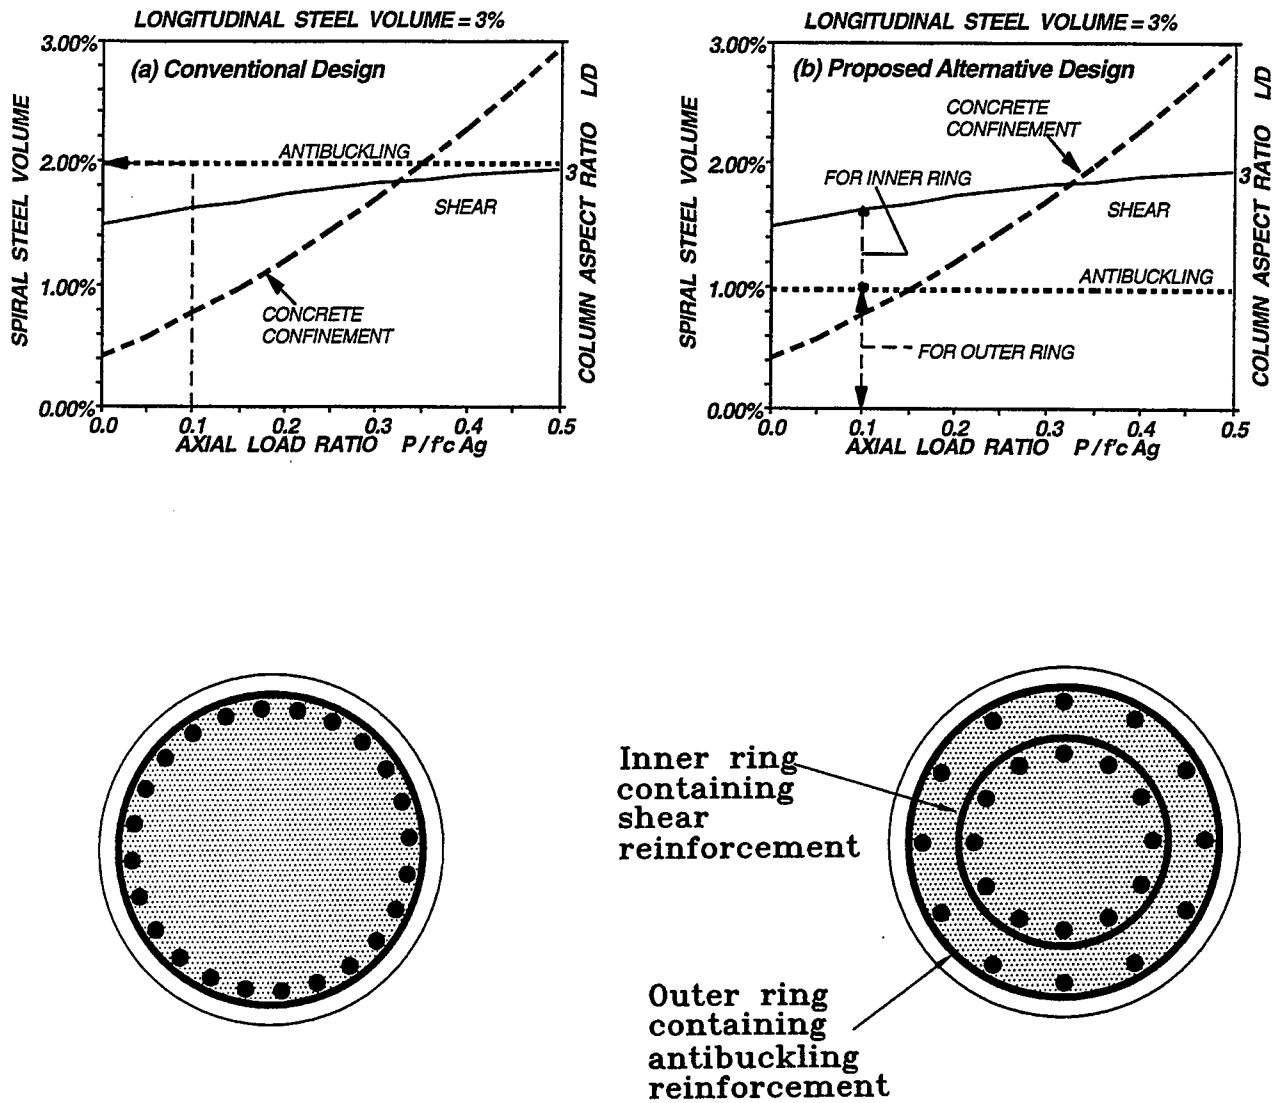 LONGITUDINAL STEEL VOLUME = 3%
3.00%
2.00%
1.00%
0.00%
SPIRAL STEEL VOLUME
(a) Conventional Design
ANTIBUCKLING
SHEAR
CONCRETE
CONFINEMENT
3
COLUMN ASPECT RATIO L/D
0.0 0.1 0.2 0.3 0.4 0.5
AXIAL LOAD RATIO P/f'c Ag
LONGITUDINAL STEEL VOLUME = 3%
3.00%
2.00%
1.00%
0.00%
SPIRAL STEEL VOLUME
(b) Proposed Alternative Design
CONCRETE
CONFINEMENT
FOR INNER RING
SHEAR
ANTIBUCKLING
FOR OUTER RING
3
COLUMN ASPECT RATIO L/D
0.0 0.1 0.2 0.3 0.4 0.5
AXIAL LOAD RATIO P/f'c Ag
Inner ring
containing
shear
reinforcement
Outer ring
containing
antibuckling
reinforcement